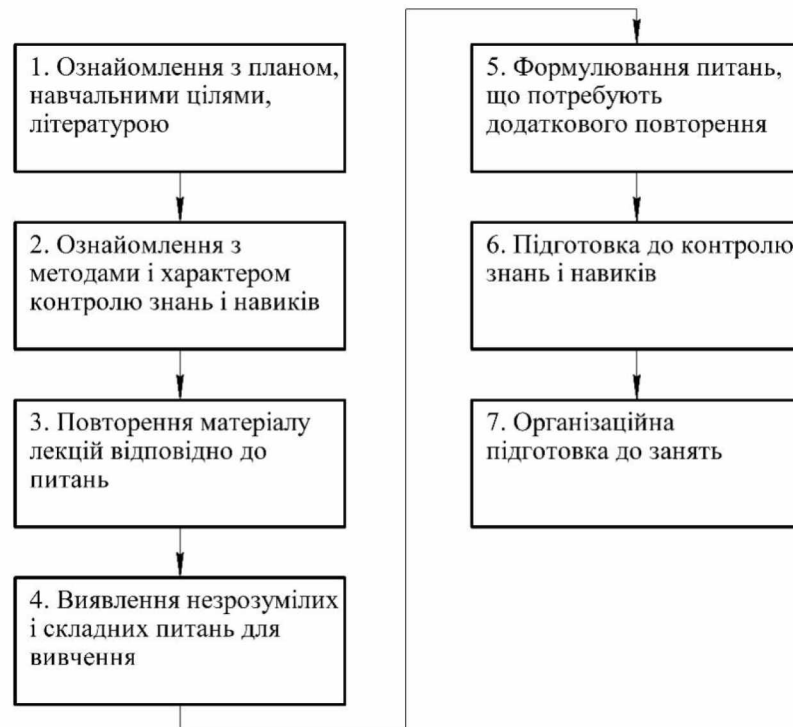 1. Ознайомлення з планом,
навчальними цілями,
літературою
2. Ознайомлення з
методами і характером
контролю знань і навиків
3. Повторення матеріалу
лекцій відповідно до
питань
4. Виявлення незрозумілих
і складних питань для
вивчення
5. Формулювання питань,
що потребують
додаткового повторення
6. Підготовка до контролю
знань і навиків
7. Організаційна
підготовка до занять